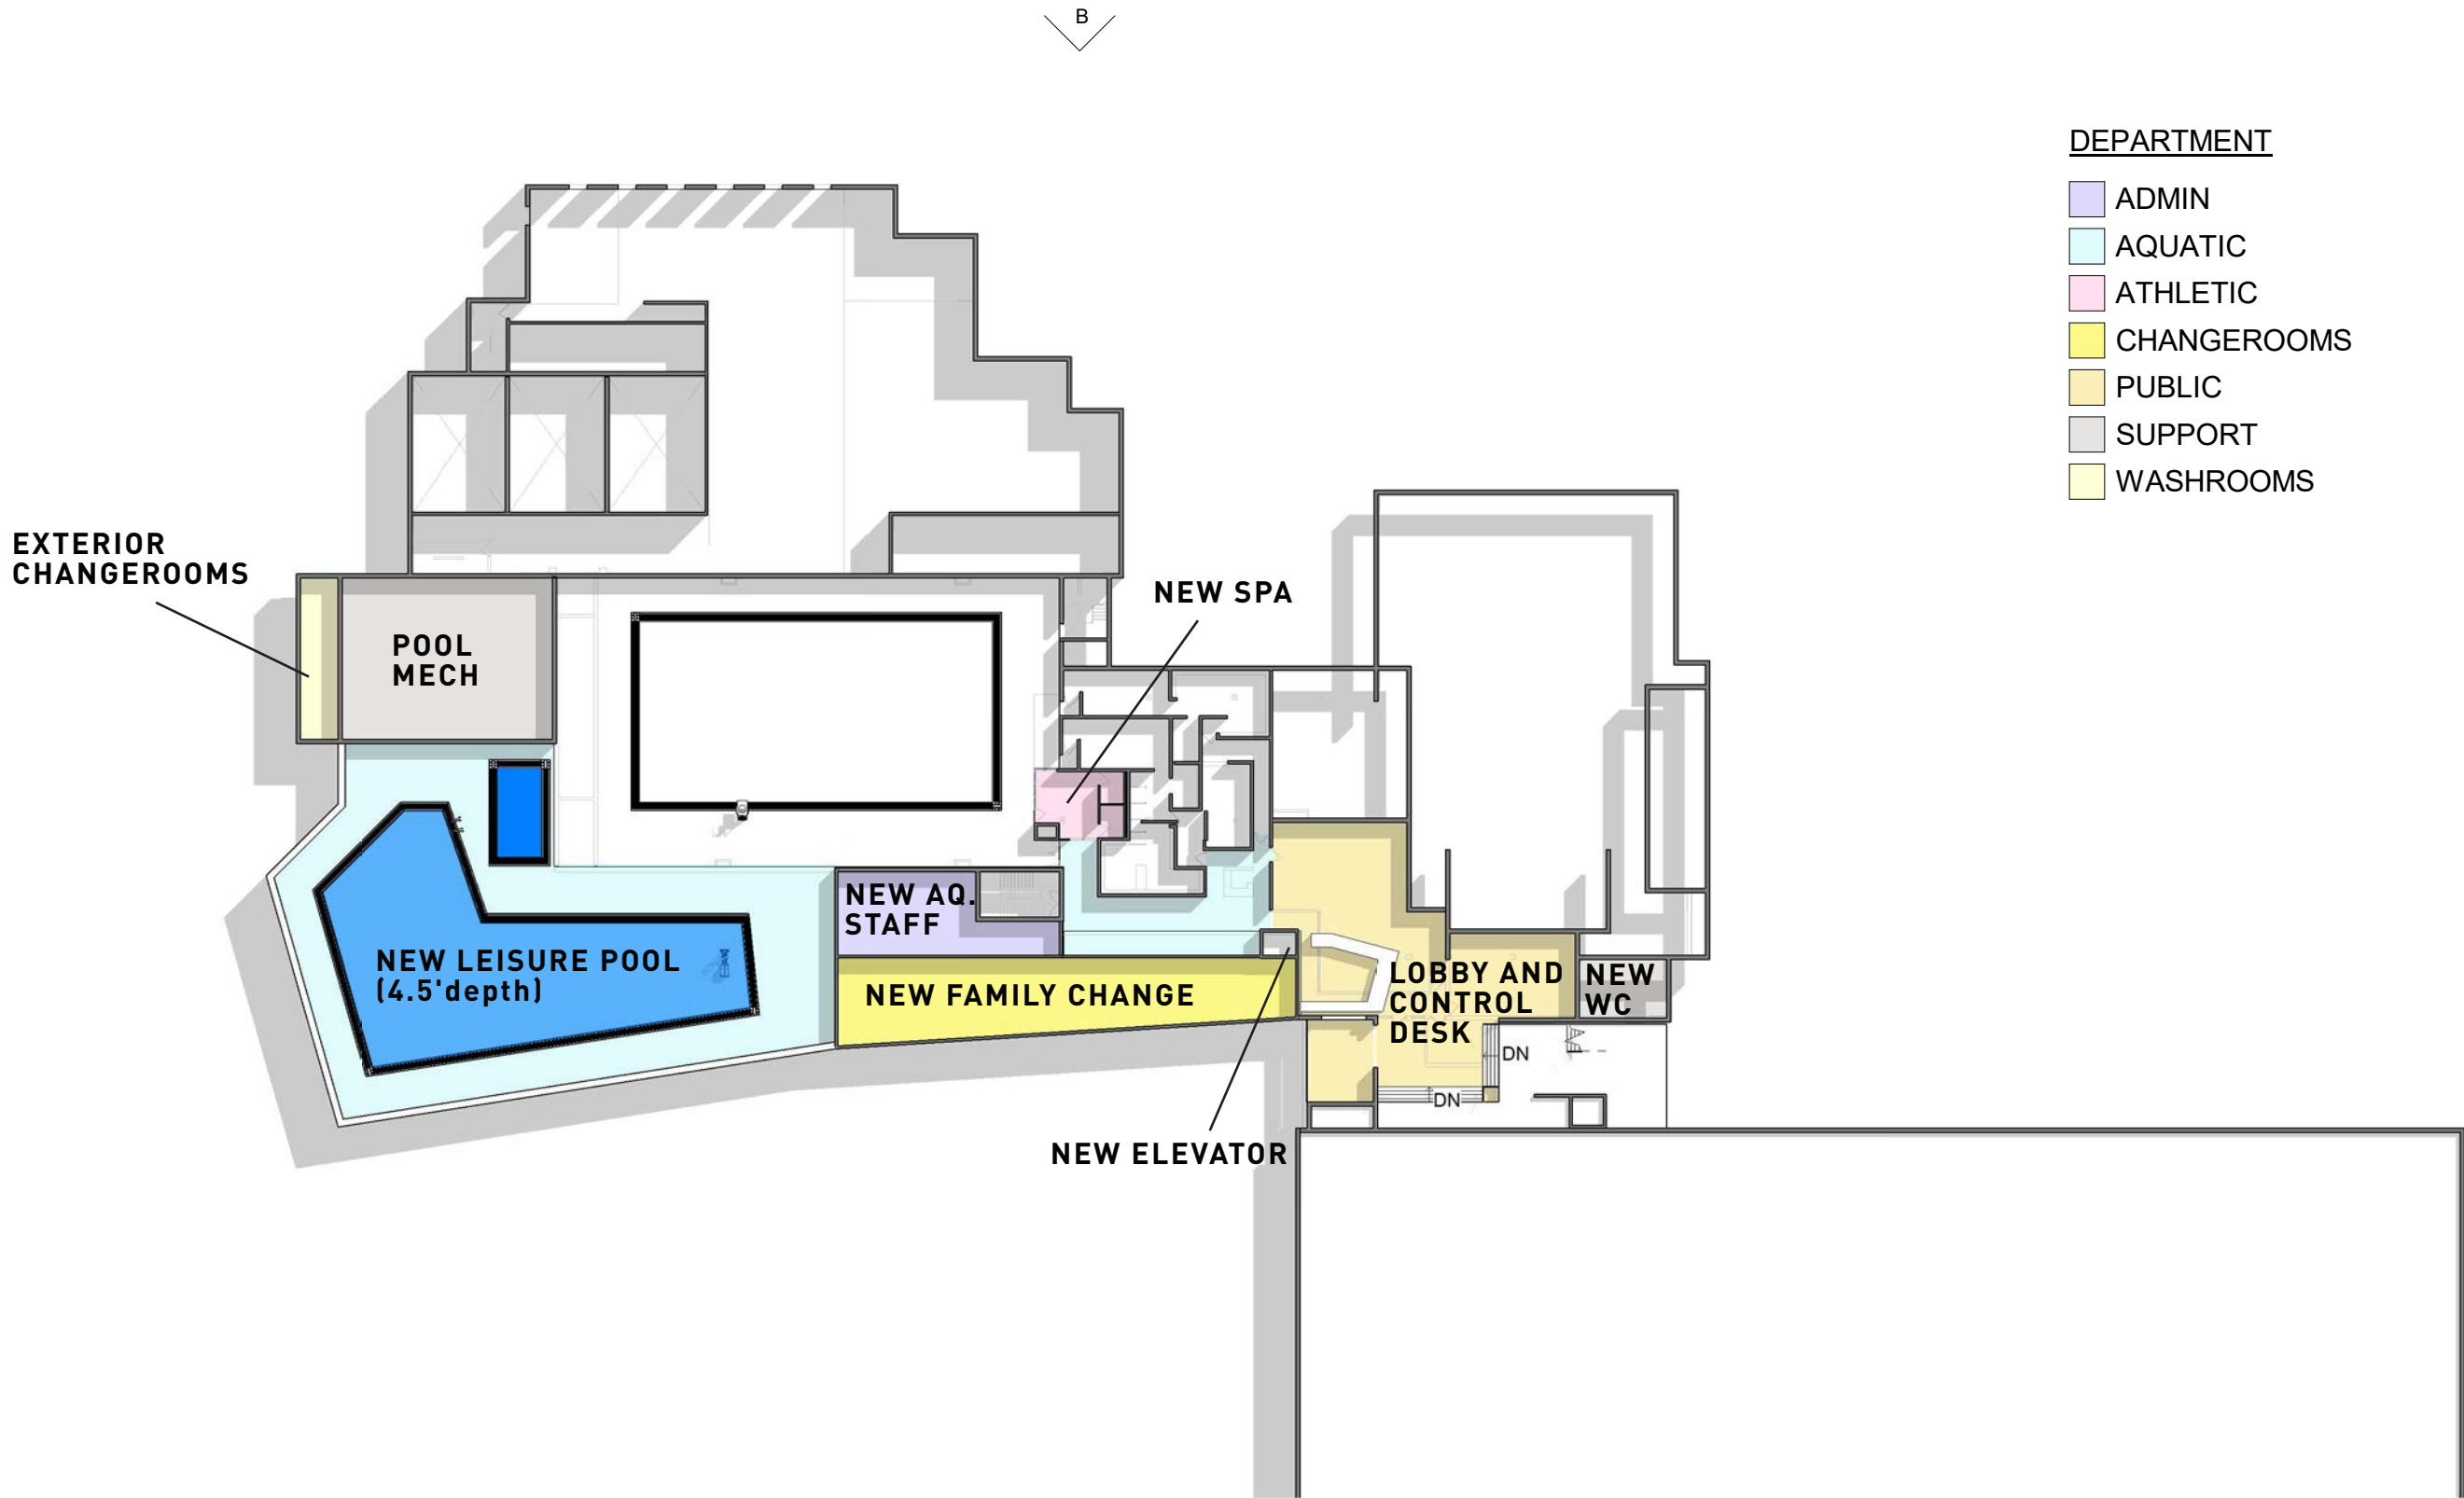 B
DEPARTMENT
ADMIN
AQUATIC
ATHLETIC
CHANGEROOMS
PUBLIC
SUPPORT
WASHROOMS
EXTERIOR
CHANGEROOMS
POOL
MECH
NEW SPA
NEW AQ.
STAFF
NEW LEISURE POOL
(4.5'depth)
NEW FAMILY CHANGE
LOBBY AND
CONTROL
DESK
NEW
WC
DN
DN
NEW ELEVATOR